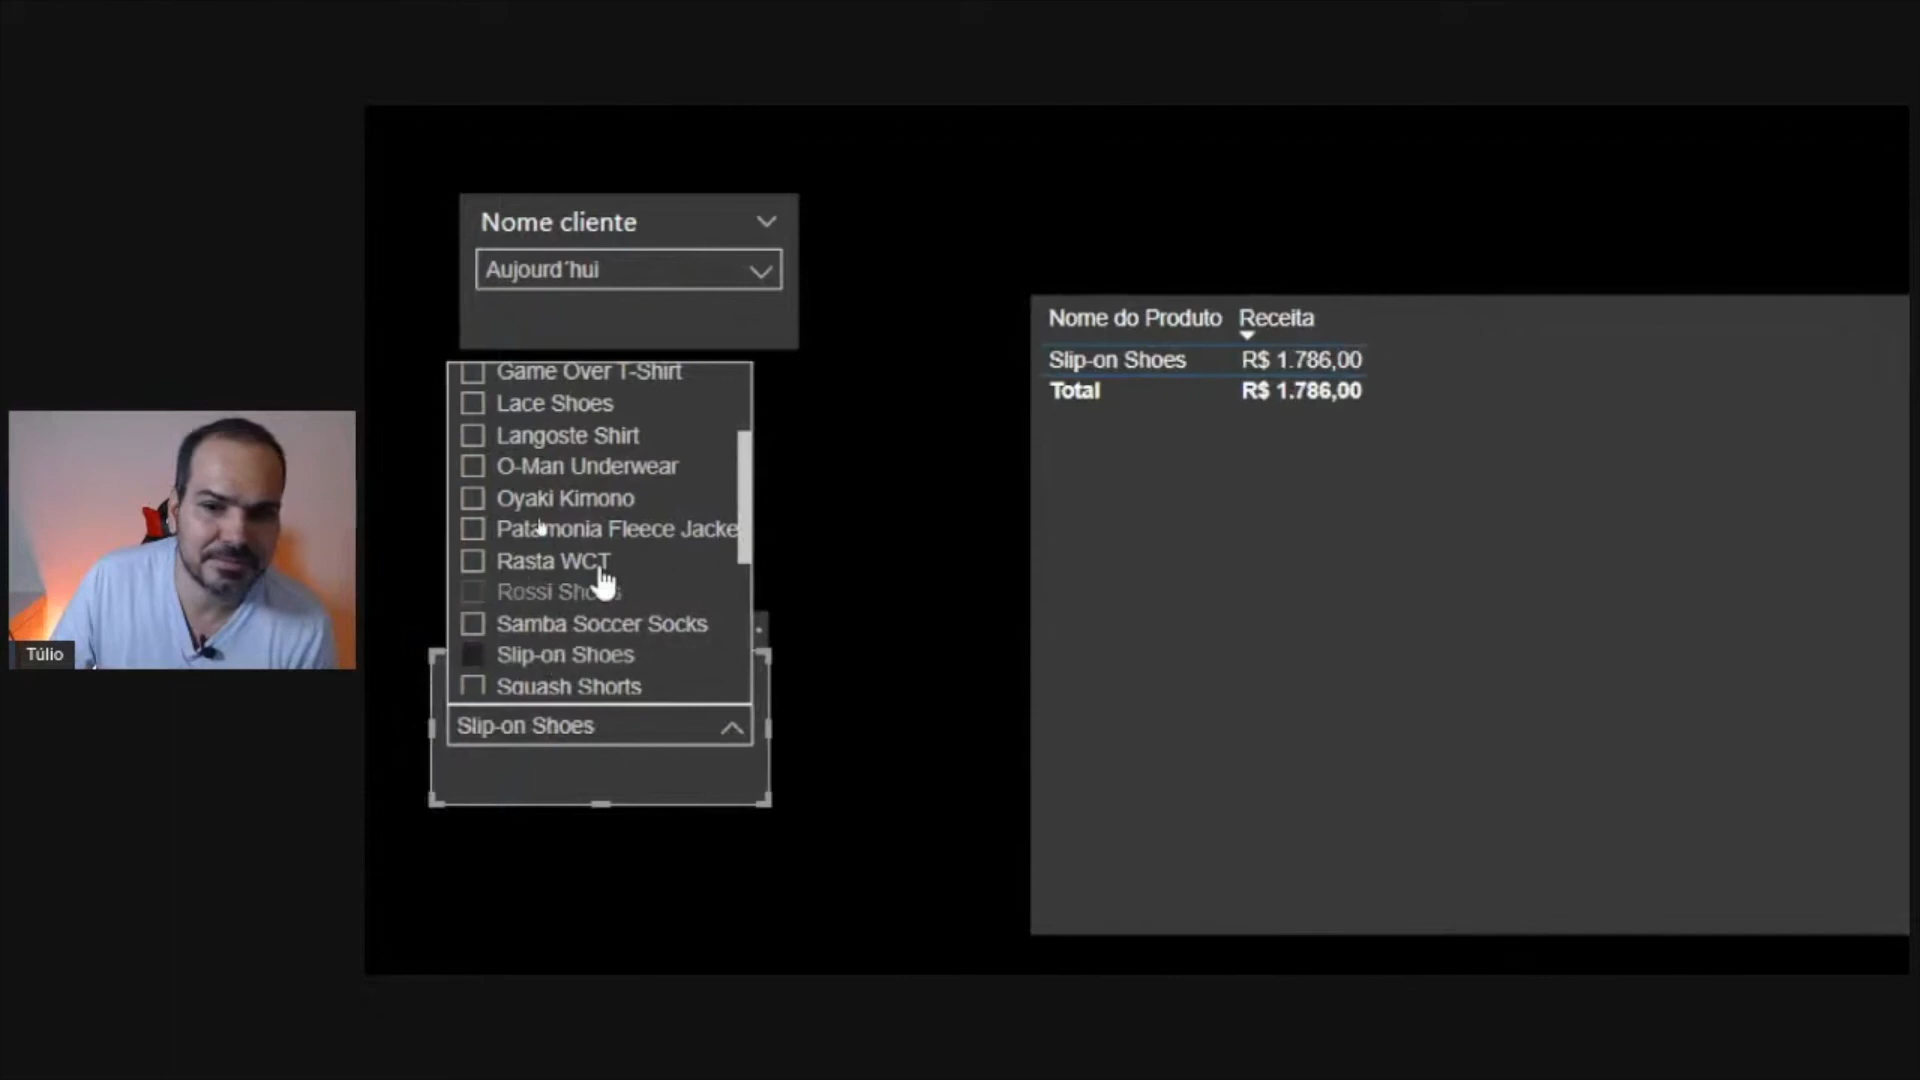 Nome cliente
Aujourd´hui
Game Over T-Shirt
Lace Shoes
Langoste Shirt
O-Man Underwear
Oyaki Kimono
Patamonia Fleece Jacke
Rasta WCT
Rossi Shoes
Samba Soccer Socks
Slip-on Shoes
Squash Shorts
Slip-on Shoes
Nome do Produto Receita
Slip-on Shoes R$ 1.786,00
Total R$ 1.786,00
Túlio